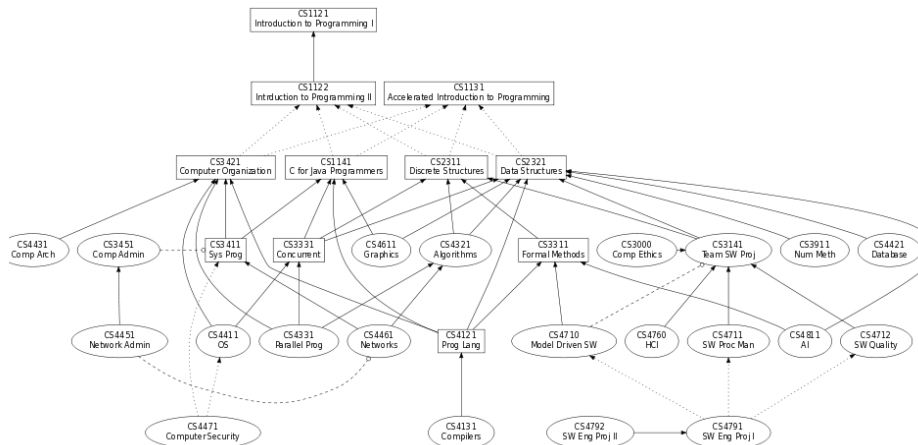 CS1121
Introduction to Programming I
CS1122
Intrduction to Programming II
CS1131
Accelerated Introduction to Programming
CS3421
Computer Organization
CS1141
C for Java Programmers
CS2311
Discrete Structures
CS2321
Data Structures
CS4431
Comp Arch
CS3451
Comp Admin
CS3411
Sys Prog
CS3331
Concurrent
CS4611
Graphics
CS4321
Algorithms
CS3311
Formal Methods
CS3000
Comp Ethics
CS3141
Team SW Proj
CS3911
Num Meth
CS4421
Database
CS4451
Network Admin
CS4411
OS
CS4331
Parallel Prog
CS4461
Networks
CS4121
Prog Lang
CS4710
Model Driven SW
CS4760
HCI
CS4711
SW Proc Man
CS4811
AI
CS4712
SW Quality
CS4471
Computer Security
CS4131
Compilers
CS4792
SW Eng Proj II
CS4791
SW Eng Proj I